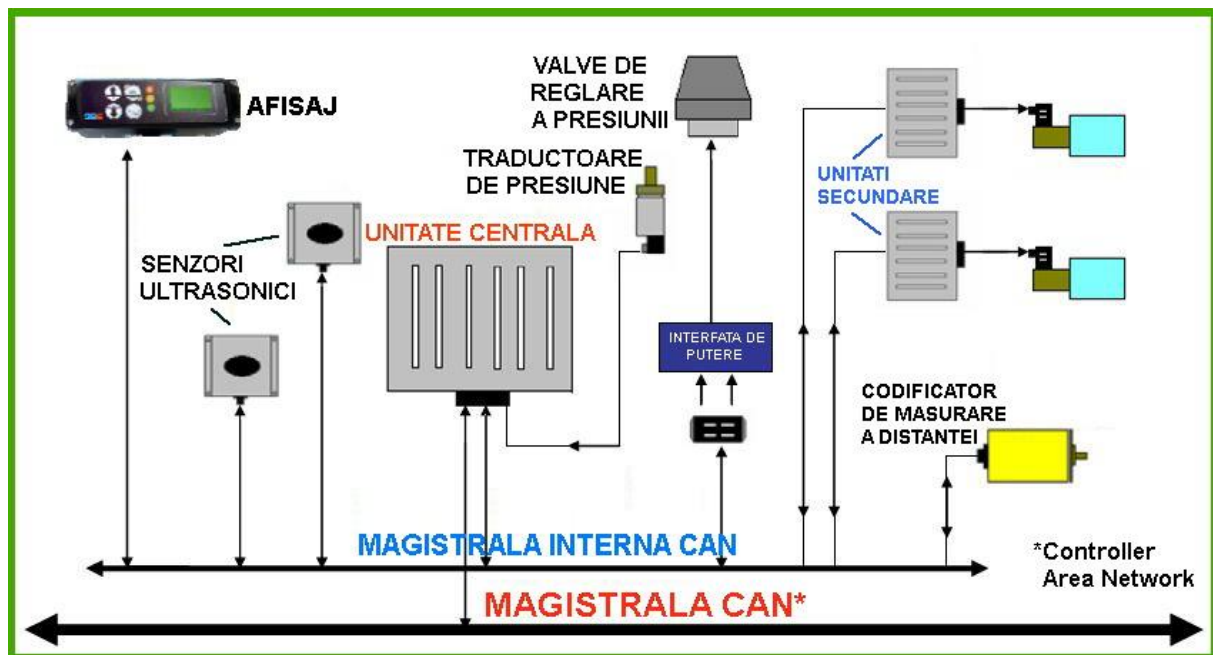 AFISAJ
VALVE DE
REGLARE
A PRESIUNII
TRADUCTOARE
DE PRESIUNE
UNITATI
SECUNDARE
UNITATE CENTRALA
SENZORI
ULTRASONICI
INTERFATA DE
PUTERE
CODIFICATOR
DE MASURARE
A DISTANTEI
MAGISTRALA INTERNA CAN
*Controller
Area Network
MAGISTRALA CAN*